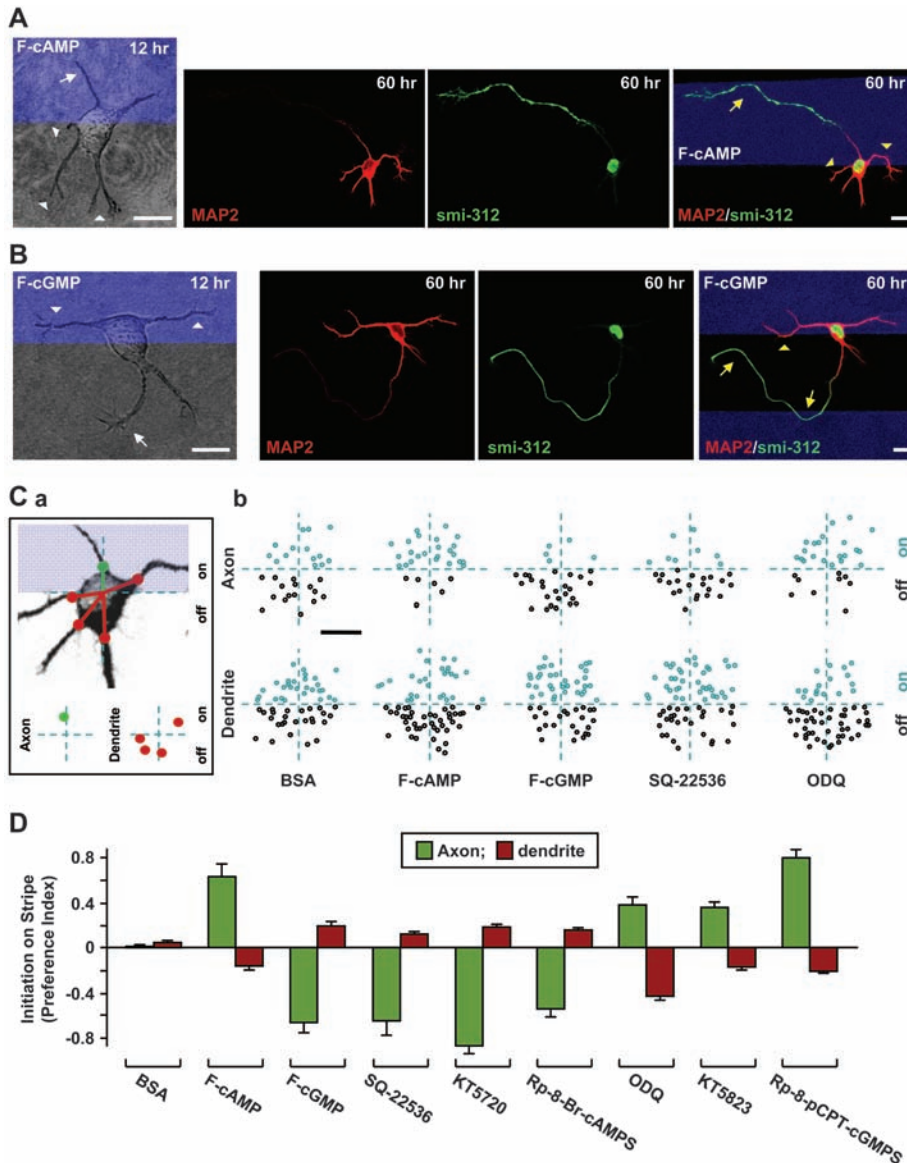 A
F-cAMP 12 hr
60 hr
MAP2
60 hr
smi-312
60 hr
F-cAMP
MAP2/smi-312
B
F-cGMP 12 hr
60 hr
MAP2
60 hr
smi-312
F-cGMP 60 hr
MAP2/smi-312
C a
on
off
Axon
Dendrite
on
off
b
Axon
on
off
Dendrite
on
off
BSA F-cAMP F-cGMP SQ-22536 ODQ
D
Axon; dendrite
Initiation on Stripe
(Preference Index)
0.8
0.4
0
-0.4
-0.8
BSA
F-cAMP
F-cGMP
SQ-22536
KT5720
Rp-8-Br-cAMPS
ODQ
KT5823
Rp-8-pCPT-cGMPS